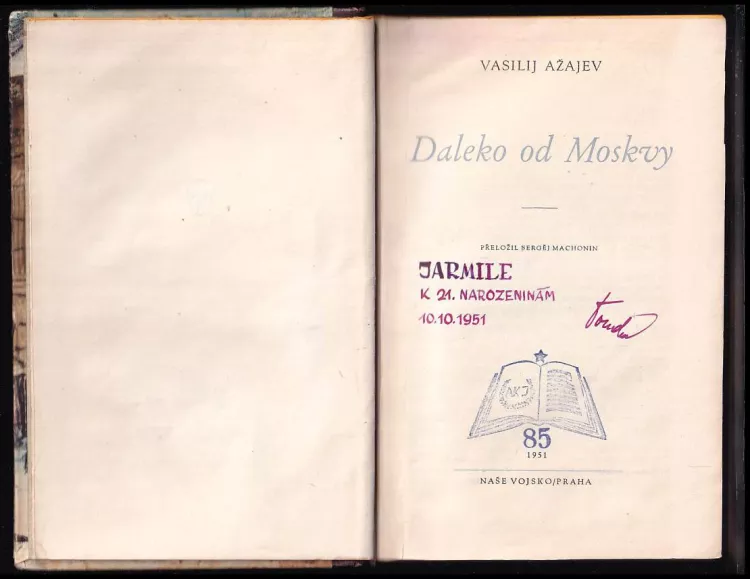 VASILIJ AŽAJEV
Daleko od Moskvy
PŘELOŽIL SERGĚJ MACHONIN
JARMILE
K 21. NAROZENINÁM
10.10.1951
85
1951
NAŠE VOJSKO/PRAHA